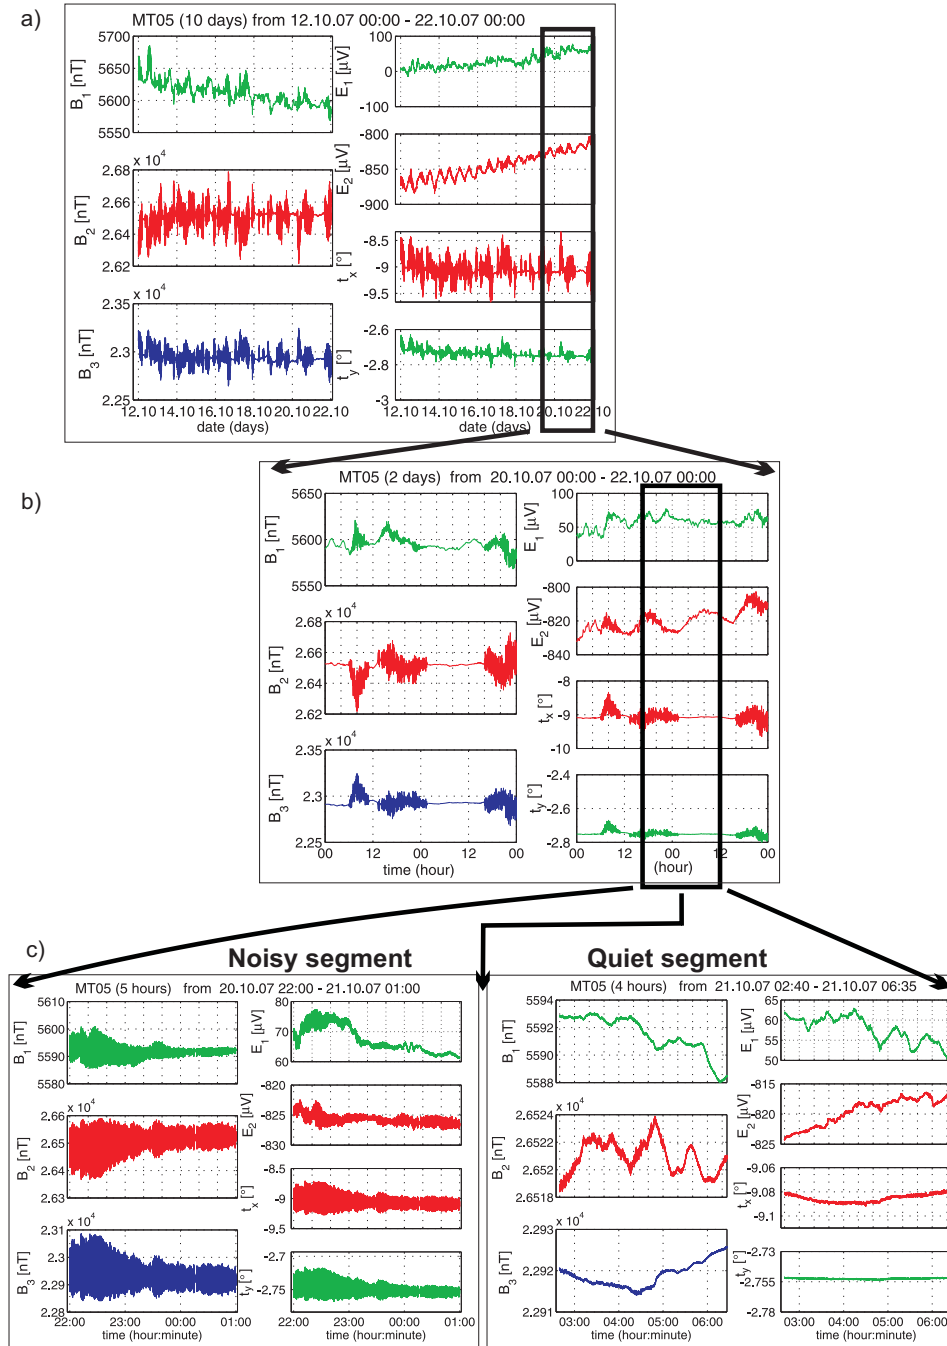 a)
MT05 (10 days) from 12.10.07 00:00 - 22.10.07 00:00
B1 [nT]
5700
5650
5600
5550
E1 [µV]
100
0
-100
B2 [nT]
x 10^4
2.68
2.66
2.64
2.62
E2 [µV]
-800
-850
-900
B3 [nT]
x 10^4
2.35
2.3
2.25
tx [°]
-8.5
-9
-9.5
ty [°]
-2.6
-2.8
-3
12.10 14.10 16.10 18.10 20.10 22.10
date (days)
12.10 14.10 16.10 18.10 20.10 22.10
date (days)
b)
MT05 (2 days) from 20.10.07 00:00 - 22.10.07 00:00
B1 [nT]
5650
5600
5550
E1 [µV]
100
50
0
B2 [nT]
x 10^4
2.68
2.66
2.64
2.62
E2 [µV]
-800
-820
-840
B3 [nT]
x 10^4
2.35
2.3
2.25
tx [°]
-8
-9
-10
ty [°]
-2.4
-2.6
-2.8
00 12 00 12 00
time (hour)
00 12 00 12 00
(hour)
c)
Noisy segment
Quiet segment
MT05 (5 hours) from 20.10.07 22:00 - 21.10.07 01:00
B1 [nT]
5610
5600
5590
5580
E1 [µV]
80
70
60
B2 [nT]
x 10^4
2.66
2.65
2.64
2.63
E2 [µV]
-820
-825
-830
B3 [nT]
x 10^4
2.31
2.3
2.29
2.28
tx [°]
-8.5
-9
-9.5
ty [°]
-2.7
-2.75
22:00 23:00 00:00 01:00
time (hour:minute)
22:00 23:00 00:00 01:00
time (hour:minute)
MT05 (4 hours) from 21.10.07 02:40 - 21.10.07 06:35
B1 [nT]
5594
5592
5590
5588
E1 [µV]
65
60
55
50
B2 [nT]
x 10^4
2.6524
2.6522
2.652
2.6518
E2 [µV]
-815
-820
-825
B3 [nT]
x 10^4
2.293
2.292
2.291
tx [°]
-9.06
-9.08
-9.1
ty [°]
-2.73
-2.755
-2.78
03:00 04:00 05:00 06:00
time (hour:minute)
03:00 04:00 05:00 06:00
time (hour:minute)